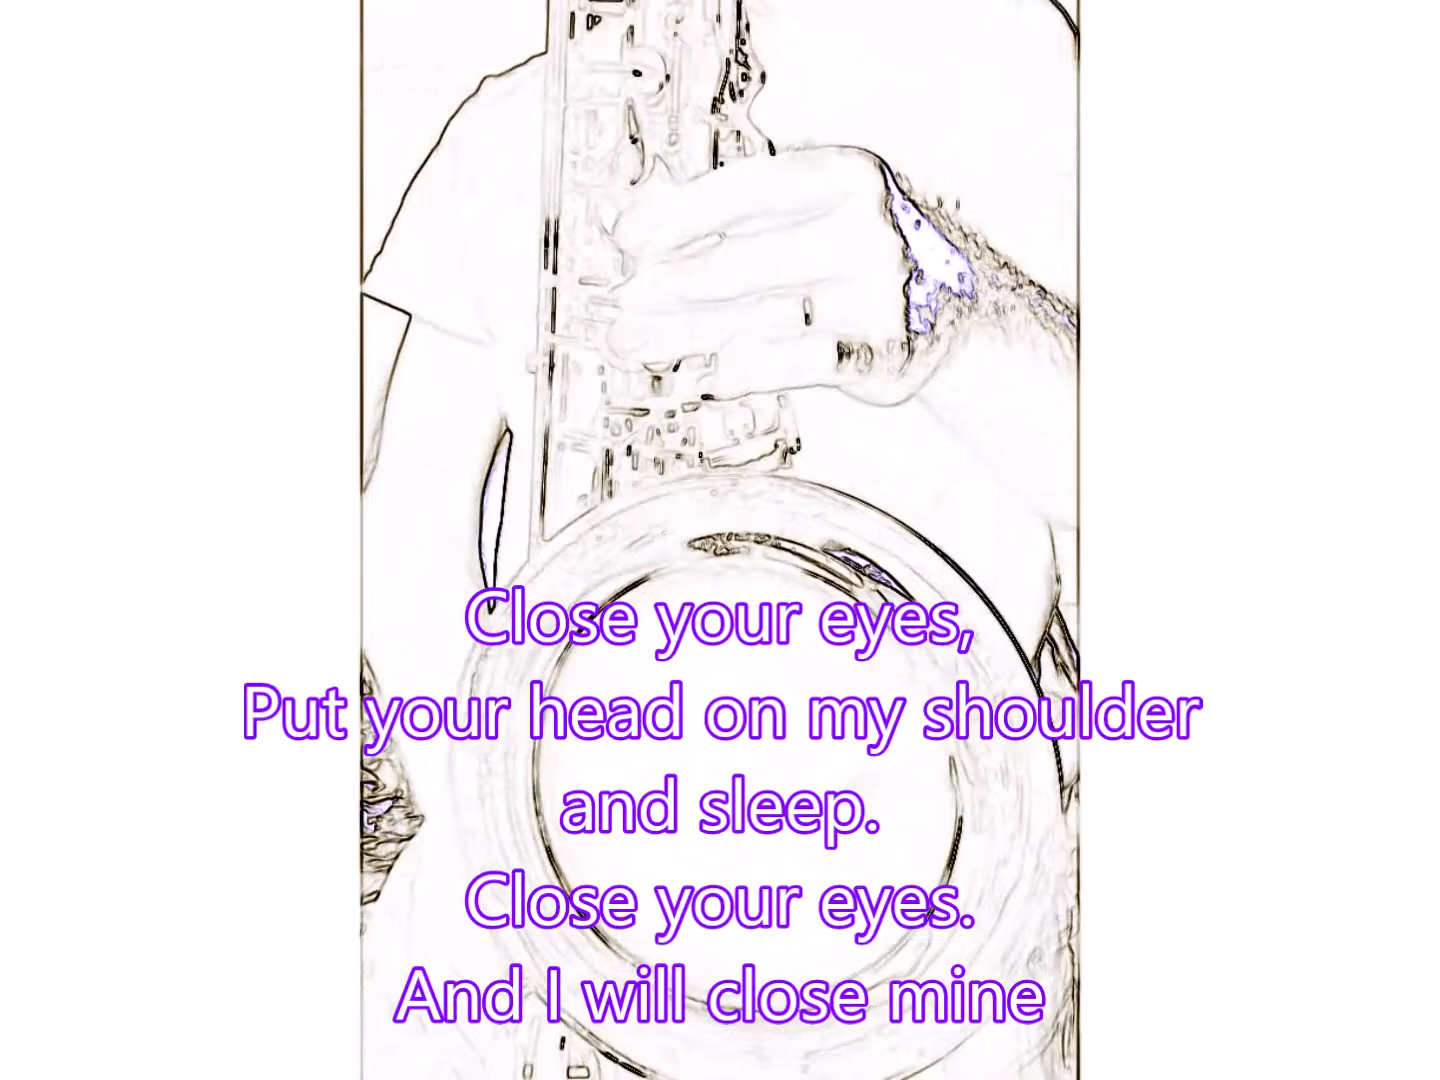 Close your eyes,
Put your head on my shoulder
and sleep.
Close your eyes.
And I will close mine